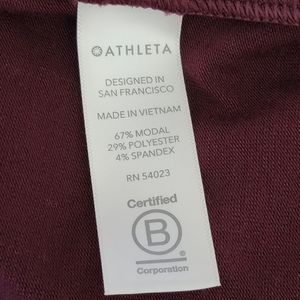 ATHLETA
DESIGNED IN
SAN FRANCISCO
MADE IN VIETNAM
67% MODAL
29% POLYESTER
4% SPANDEX
RN 54023
Certified
B
Corporation